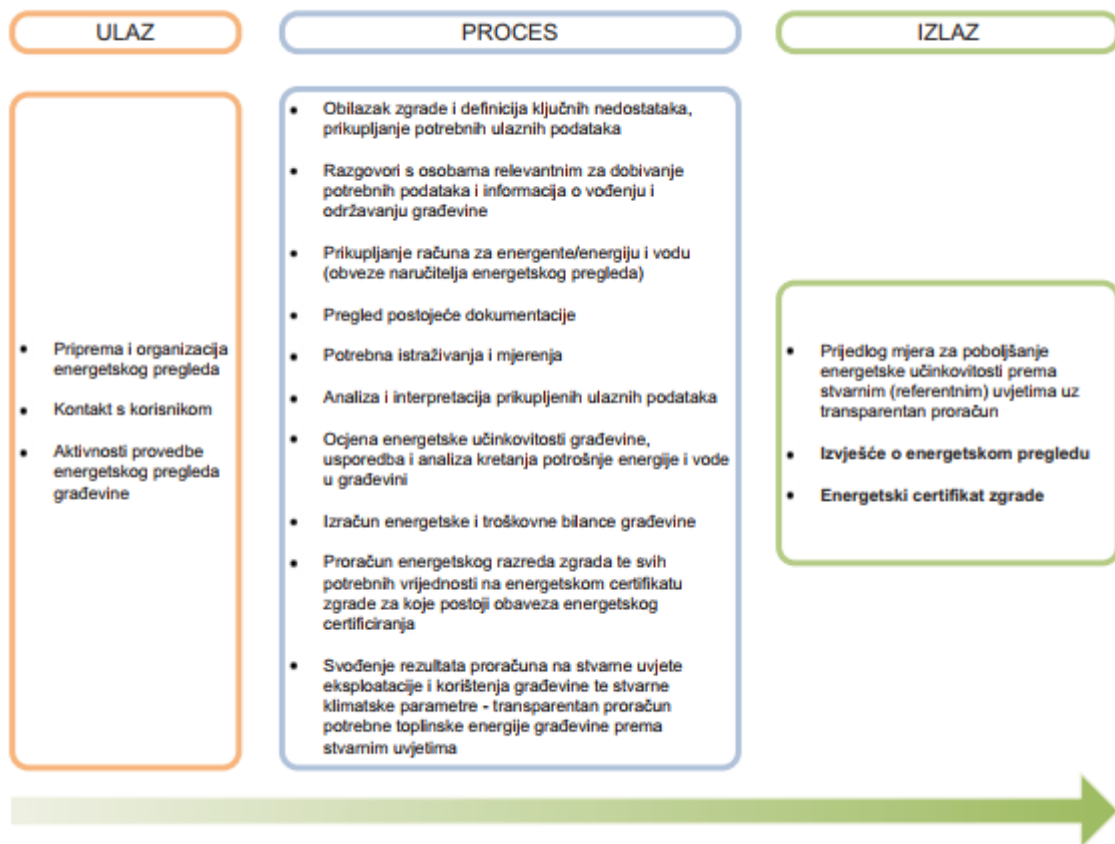 ULAZ
PROCES
IZLAZ
Priprema i organizacija
energetskog pregleda
Kontakt s korisnikom
Aktivnosti provedbe
energetskog pregleda
građevine
Obilazak zgrade i definicija ključnih nedostataka,
prikupljanje potrebnih ulaznih podataka
Razgovori s osobama relevantnim za dobivanje
potrebnih podataka i informacija o vođenju i
održavanju građevine
Prikupljanje računa za energente/energiju i vodu
(obveze naručitelja energetskog pregleda)
Pregled postojeće dokumentacije
Potrebna istraživanja i mjerenja
Analiza i interpretacija prikupljenih ulaznih podataka
Ocjena energetske učinkovitosti građevine,
usporedba i analiza kretanja potrošnje energije i vode
u građevini
Izračun energetske i troškovne bilance građevine
Proračun energetskog razreda zgrada te svih
potrebnih vrijednosti na energetskom certifikatu
zgrade za koje postoji obaveza energetskog
certificiranja
Svođenje rezultata proračuna na stvarne uvjete
eksploatacije i korištenja građevine te stvarne
klimatske parametre - transparentan proračun
potrebne toplinske energije građevine prema
stvarnim uvjetima
Prijedlog mjera za poboljšanje
energetske učinkovitosti prema
stvarnim (referentnim) uvjetima uz
transparentan proračun
Izvješće o energetskom pregledu
Energetski certifikat zgrade